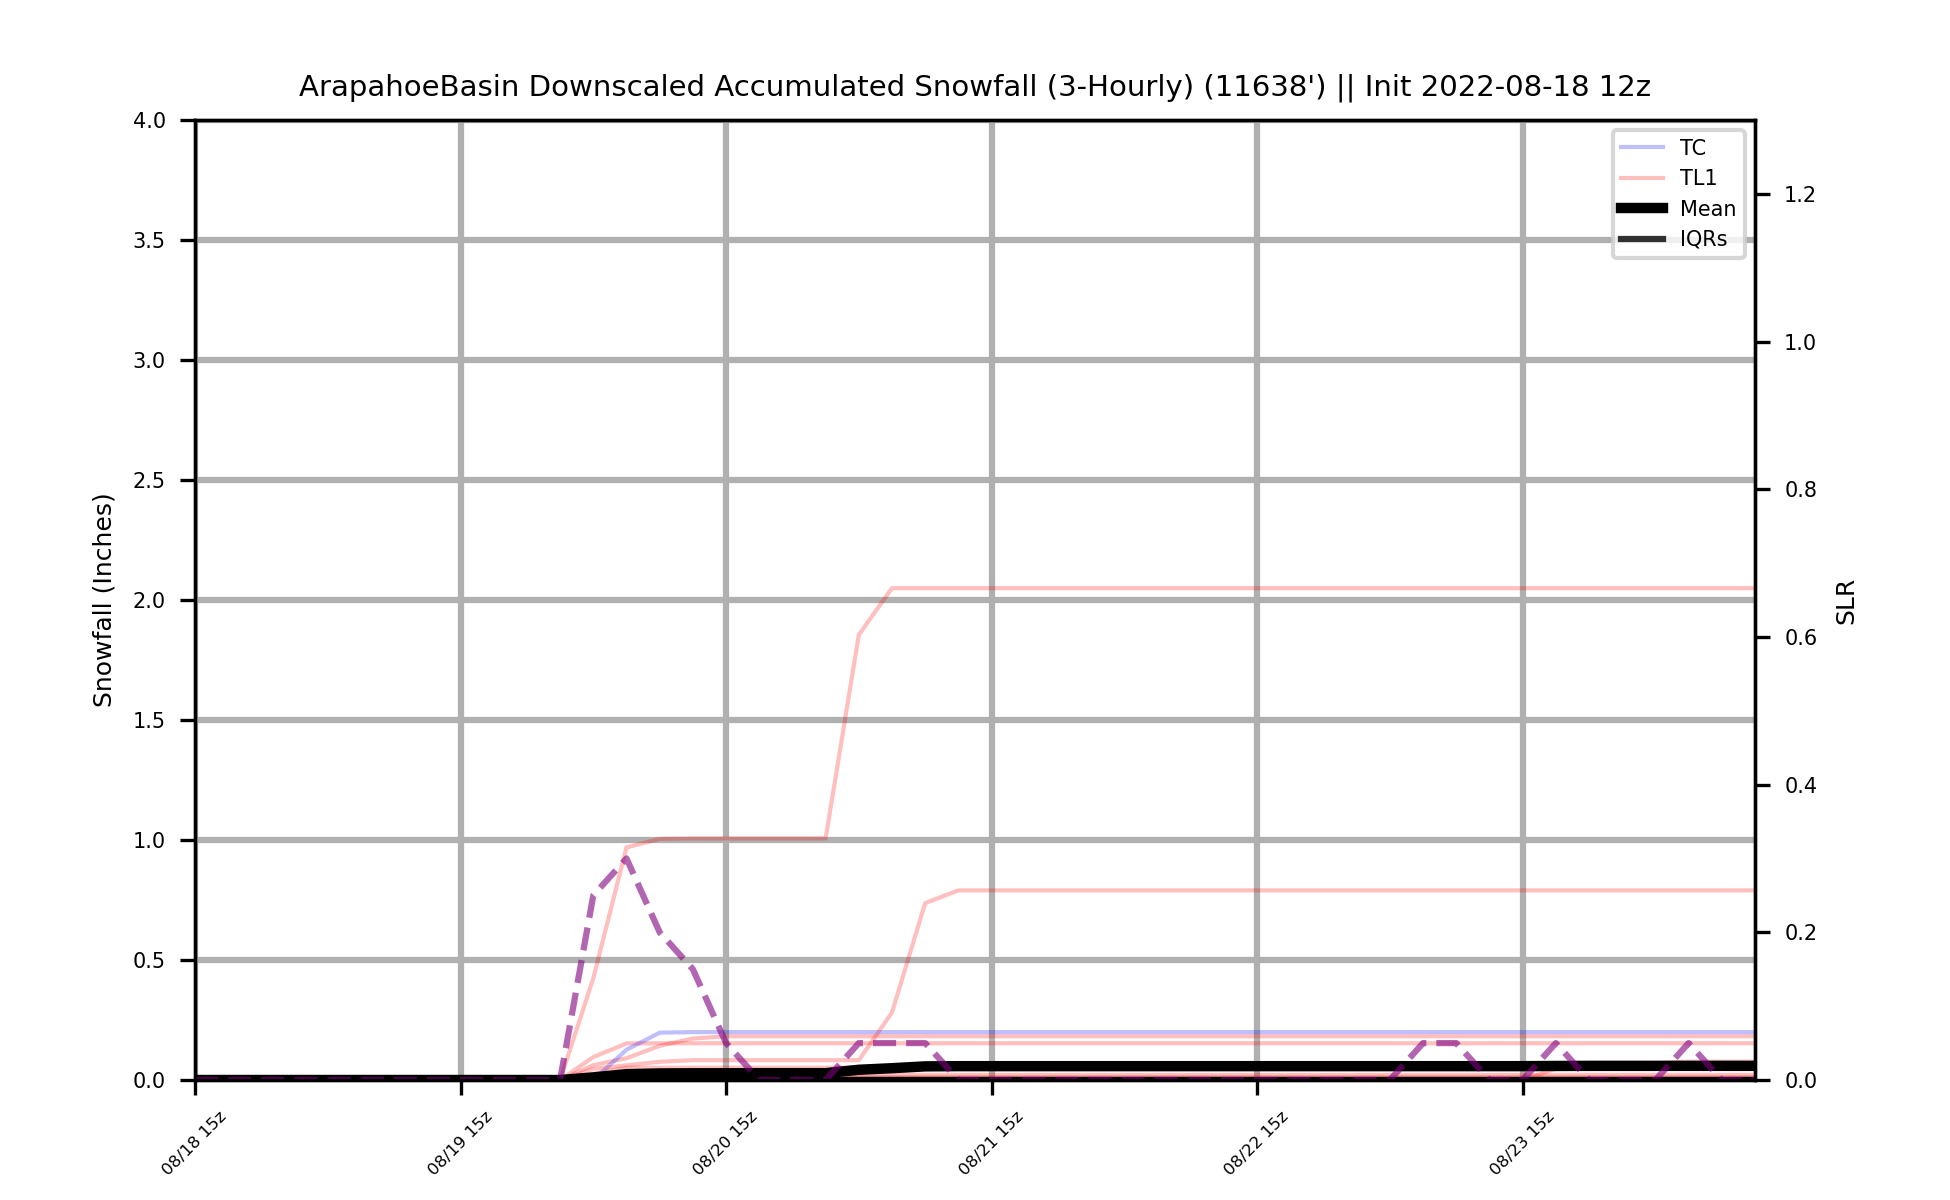 ArapahoeBasin Downscaled Accumulated Snowfall (3-Hourly) (11638') || Init 2022-08-18 12z
4.0
3.5
3.0
2.5
2.0
1.5
1.0
0.5
0.0
Snowfall (Inches)
TC
TL1
Mean
IQRs
1.2
1.0
0.8
0.6
0.4
0.2
0.0
SLR
08/18 15z
08/19 15z
08/20 15z
08/21 15z
08/22 15z
08/23 15z